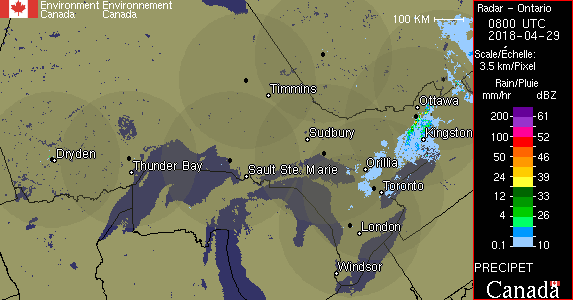 Environment Environnement
Canada Canada
Radar - Ontario
0800 UTC
2018-04-29
100 KM
Scale/Échelle:
3.5 km/Pixel
Rain/Pluie
mm/hr dBZ
200 61
100 52
50 46
24 39
12 33
4 26
0.1 10
Timmins
Ottawa
Sudbury
Kingston
Dryden
Thunder Bay
Sault Ste. Marie
Orillia
Toronto
London
Windsor
PRECIPET
Canada